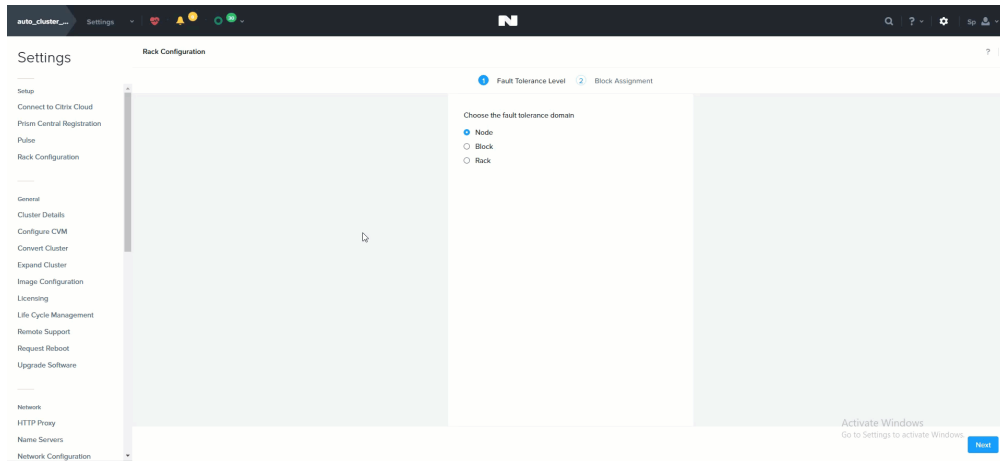 auto_cluster_...
Settings
?
Sp
Settings
Rack Configuration
?
1 Fault Tolerance Level 2 Block Assignment
Setup
Connect to Citrix Cloud
Prism Central Registration
Pulse
Rack Configuration
Choose the fault tolerance domain
Node
Block
Rack
General
Cluster Details
Configure CVM
Convert Cluster
Expand Cluster
Image Configuration
Licensing
Life Cycle Management
Remote Support
Request Reboot
Upgrade Software
Network
HTTP Proxy
Name Servers
Network Configuration
Activate Windows
Go to Settings to activate Windows.
Next